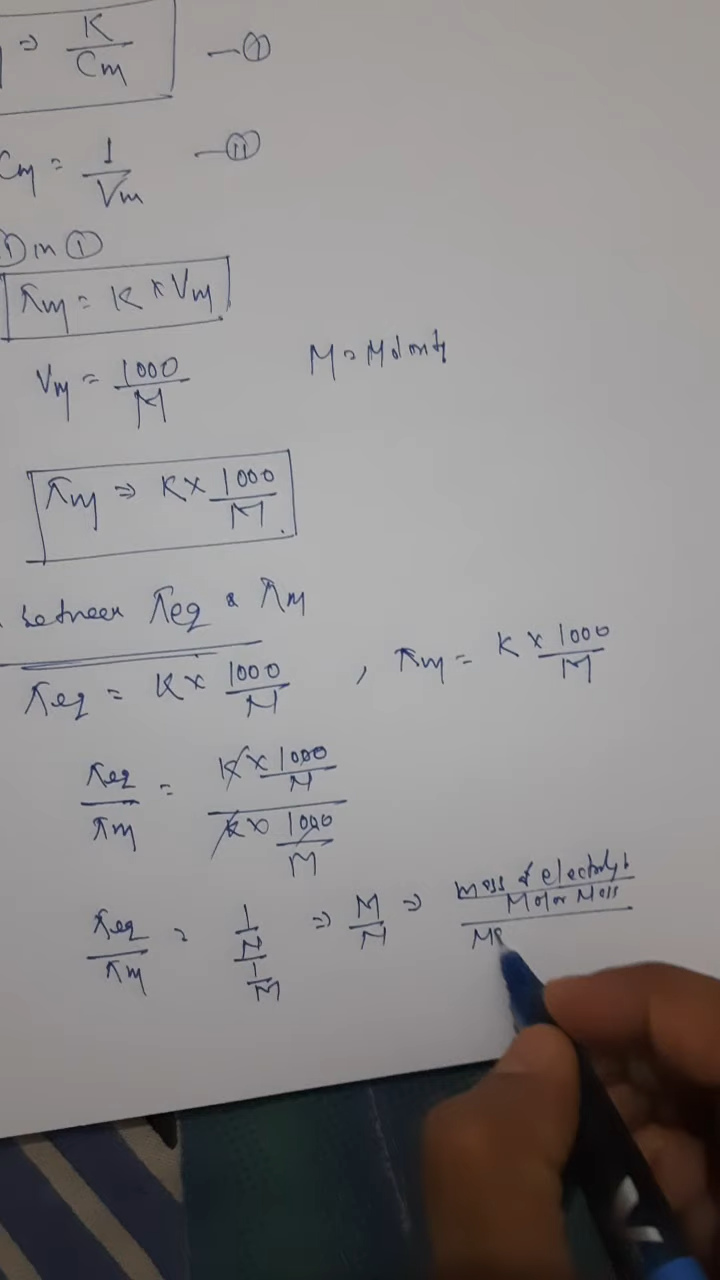 ⇒ K/Cm —(I)
Cm = 1/Vm —(II)
(II) in (I)
λm = K × Vm
Vm = 1000/M M = Molarity
λm ⇒ K × 1000/M
between λeq & λm
λeq = K × 1000/N , λm = K × 1000/M
λeq/λm = (K × 1000/N)/(K × 1000/M)
λeq/λm = (1/N)/(1/M) ⇒ M/N ⇒ mass of electrolyt/Molar Mass